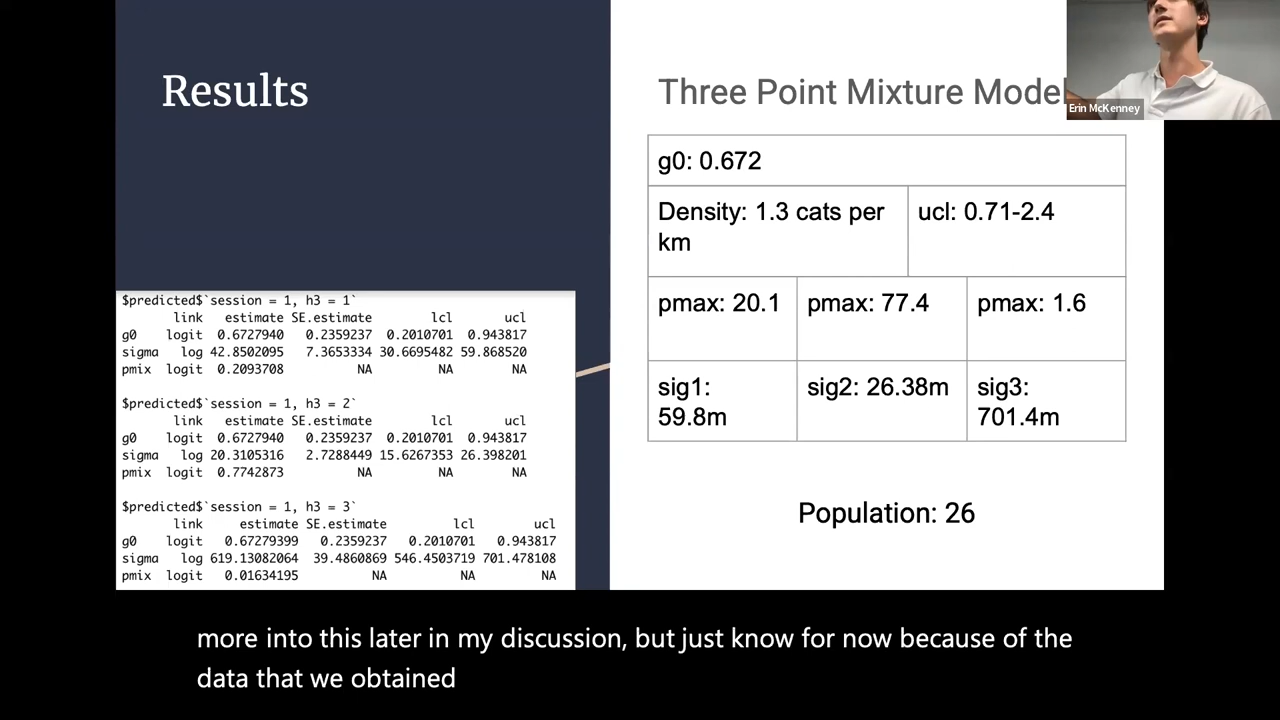 Results
Three Point Mixture Model
Erin McKenney
g0: 0.672
Density: 1.3 cats per
km
ucl: 0.71-2.4
pmax: 20.1
pmax: 77.4
pmax: 1.6
sig1:
59.8m
sig2: 26.38m
sig3:
701.4m
Population: 26
$predicted$`session = 1, h3 = 1`
link estimate SE.estimate lcl ucl
g0 logit 0.6727940 0.2359237 0.2010701 0.943817
sigma log 42.8502095 7.3653334 30.6695482 59.868520
pmix logit 0.2093708 NA NA NA
$predicted$`session = 1, h3 = 2`
link estimate SE.estimate lcl ucl
g0 logit 0.6727940 0.2359237 0.2010701 0.943817
sigma log 20.3105316 2.7288449 15.6267353 26.398201
pmix logit 0.7742873 NA NA NA
$predicted$`session = 1, h3 = 3`
link estimate SE.estimate lcl ucl
g0 logit 0.67279399 0.2359237 0.2010701 0.943817
sigma log 619.13082064 39.4860869 546.4503719 701.478108
pmix logit 0.01634195 NA NA NA
more into this later in my discussion, but just know for now because of the
data that we obtained